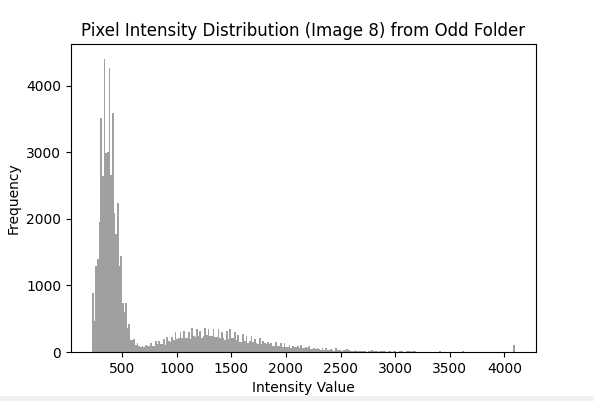 Pixel Intensity Distribution (Image 8) from Odd Folder
4000
3000
2000
1000
0
Frequency
500 1000 1500 2000 2500 3000 3500 4000
Intensity Value